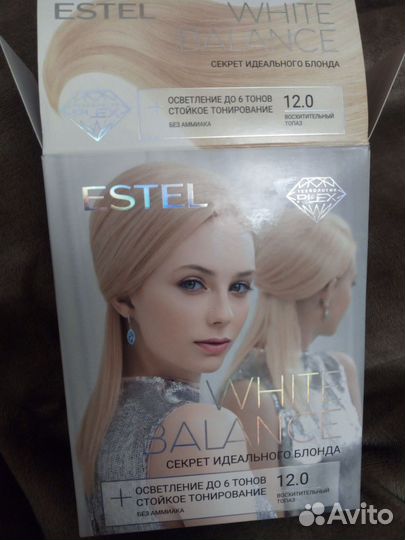 ESTEL
WHITE
BALANCE
СЕКРЕТ ИДЕАЛЬНОГО БЛОНДА
PLEX
+ ОСВЕТЛЕНИЕ ДО 6 ТОНОВ
СТОЙКОЕ ТОНИРОВАНИЕ
БЕЗ АММИАКА
12.0
ВОСХИТИТЕЛЬНЫЙ
ТОПАЗ
ESTEL
ТЕХНОЛОГИЯ
PLEX
WHITE
BALANCE
СЕКРЕТ ИДЕАЛЬНОГО БЛОНДА
+ ОСВЕТЛЕНИЕ ДО 6 ТОНОВ
СТОЙКОЕ ТОНИРОВАНИЕ
БЕЗ АММИАКА
12.0
ВОСХИТИТЕЛЬНЫЙ
ТОПАЗ
Avito